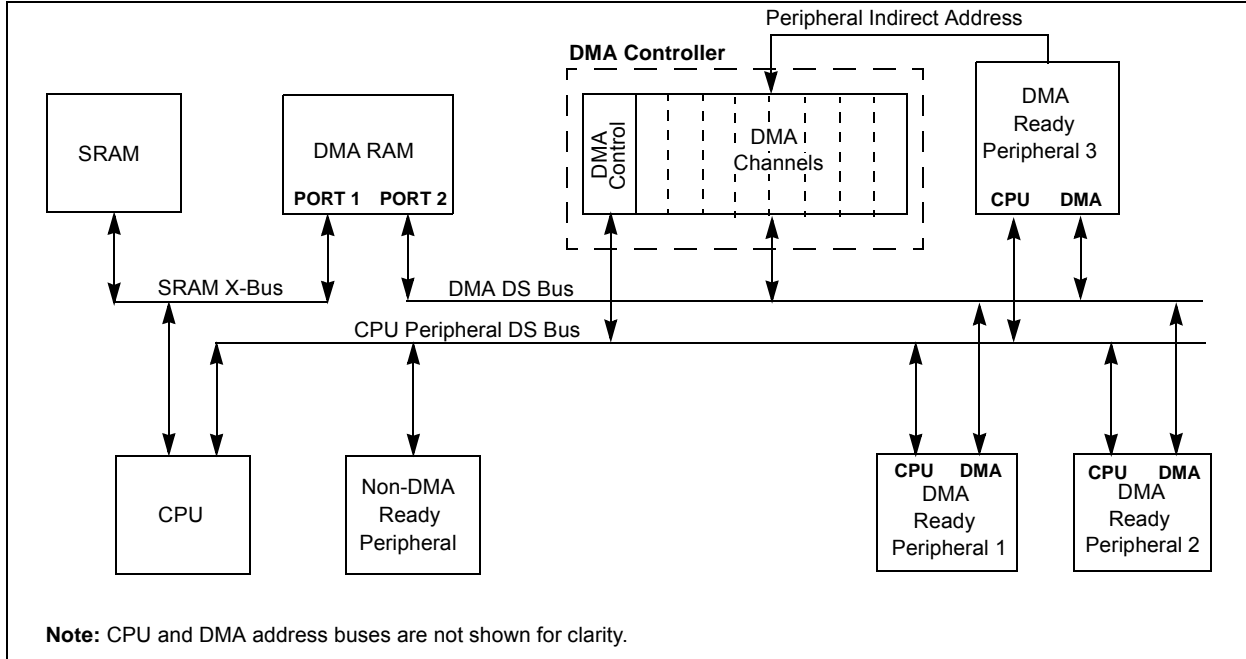 Peripheral Indirect Address
DMA Controller
SRAM
DMA RAM
PORT 1 PORT 2
DMA
Control
DMA
Channels
DMA
Ready
Peripheral 3
CPU DMA
SRAM X-Bus
DMA DS Bus
CPU Peripheral DS Bus
CPU
Non-DMA
Ready
Peripheral
CPU DMA
DMA
Ready
Peripheral 1
CPU DMA
DMA
Ready
Peripheral 2
Note: CPU and DMA address buses are not shown for clarity.